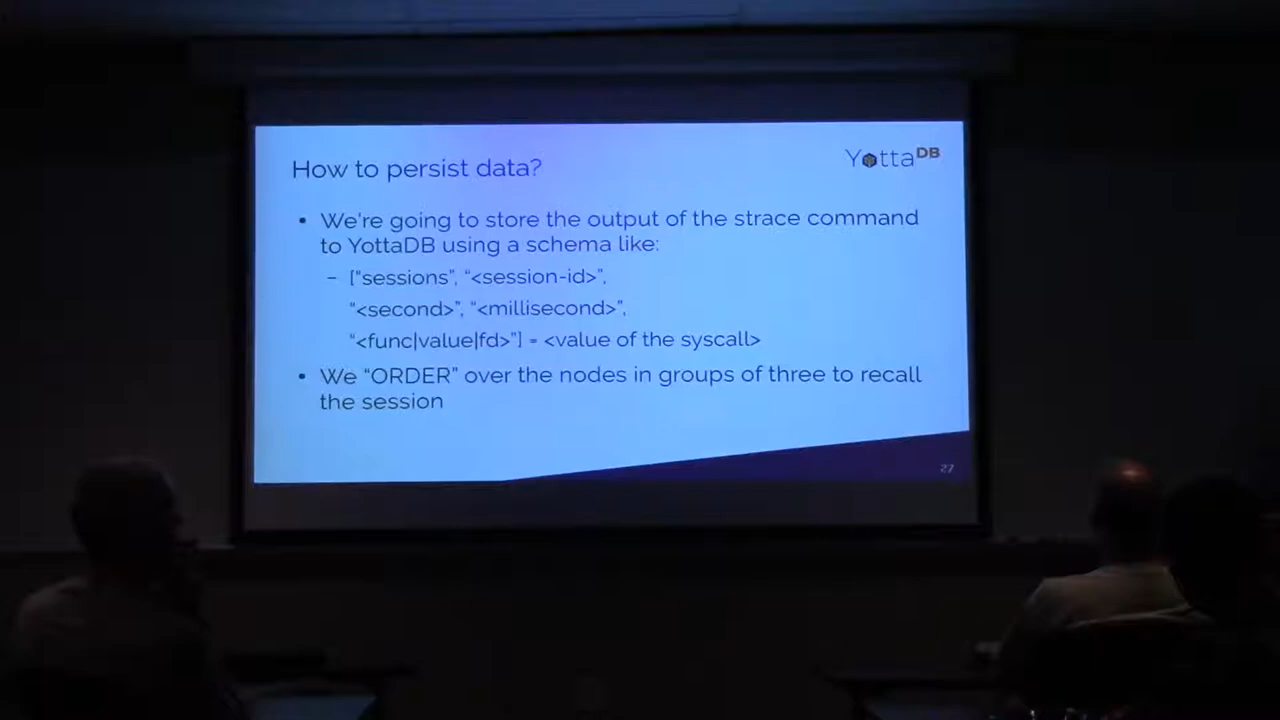 How to persist data?
YottaDB
• We're going to store the output of the strace command
to YottaDB using a schema like:
– ["sessions", "<session-id>",
"<second>", "<millisecond>",
"<func|value|fd>"] = <value of the syscall>
• We "ORDER" over the nodes in groups of three to recall
the session
27